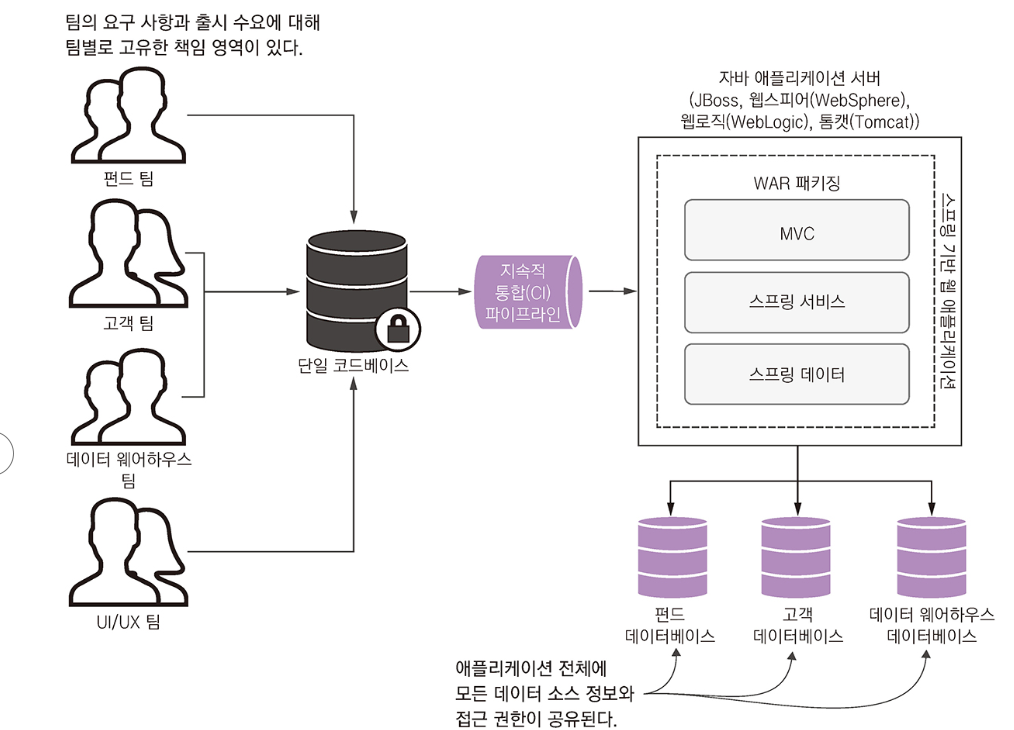 팀의 요구 사항과 출시 수요에 대해
팀별로 고유한 책임 영역이 있다.
펀드 팀
고객 팀
데이터 웨어하우스
팀
UI/UX 팀
단일 코드베이스
지속적
통합(CI)
파이프라인
자바 애플리케이션 서버
(JBoss, 웹스피어(WebSphere),
웹로직(WebLogic), 톰캣(Tomcat))
WAR 패키징
MVC
스프링 서비스
스프링 데이터
스프링 기반 웹 애플리케이션
펀드
데이터베이스
고객
데이터베이스
데이터 웨어하우스
데이터베이스
애플리케이션 전체에
모든 데이터 소스 정보와
접근 권한이 공유된다.